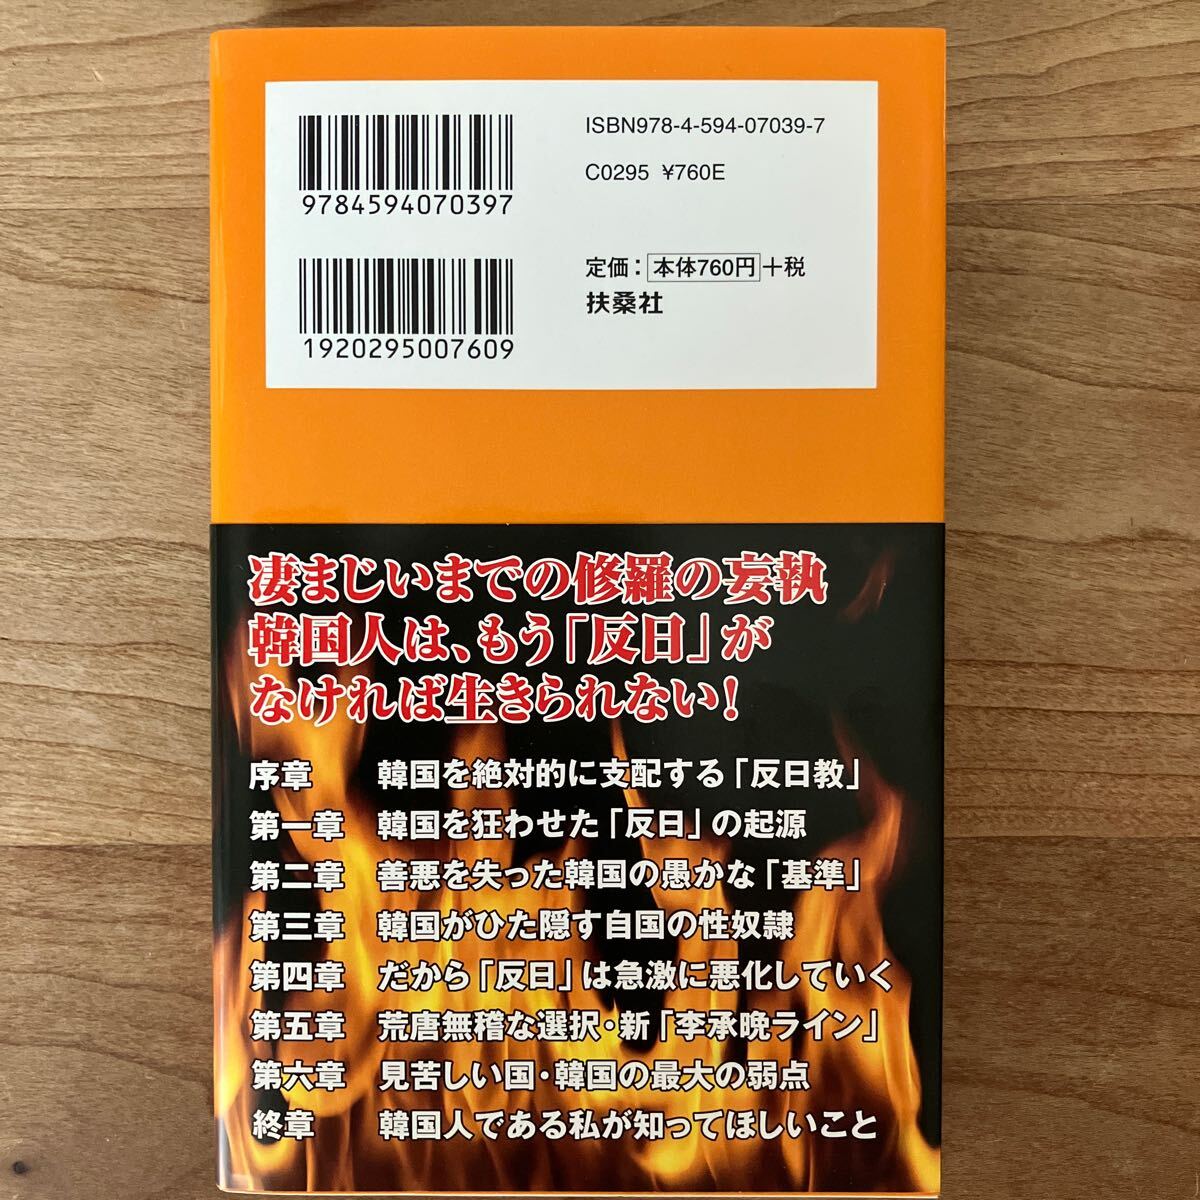 ISBN978-4-594-07039-7
C0295 ¥760E
9784594070397
定価：本体760円+税
扶桑社
1920295007609
凄まじいまでの修羅の妄執
韓国人は、もう「反日」が
なければ生きられない！
序章 韓国を絶対的に支配する「反日教」
第一章 韓国を狂わせた「反日」の起源
第二章 善悪を失った韓国の愚かな「基準」
第三章 韓国がひた隠す自国の性奴隷
第四章 だから「反日」は急激に悪化していく
第五章 荒唐無稽な選択・新「李承晩ライン」
第六章 見苦しい国・韓国の最大の弱点
終章 韓国人である私が知ってほしいこと